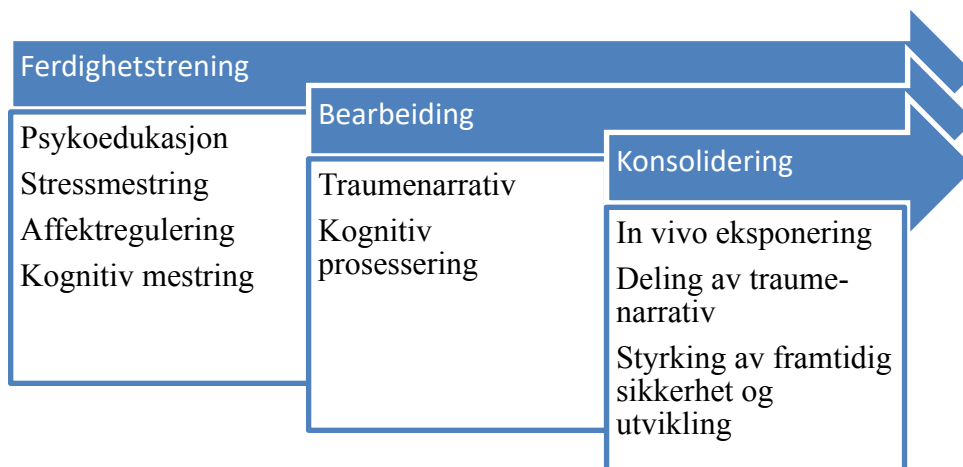 Ferdighetstrening
Psykoedukasjon
Stressmestring
Affektregulering
Kognitiv mestring
Bearbeiding
Traumenarrativ
Kognitiv
prosessering
Konsolidering
In vivo eksponering
Deling av traume-
narrativ
Styrking av framtidig
sikkerhet og
utvikling